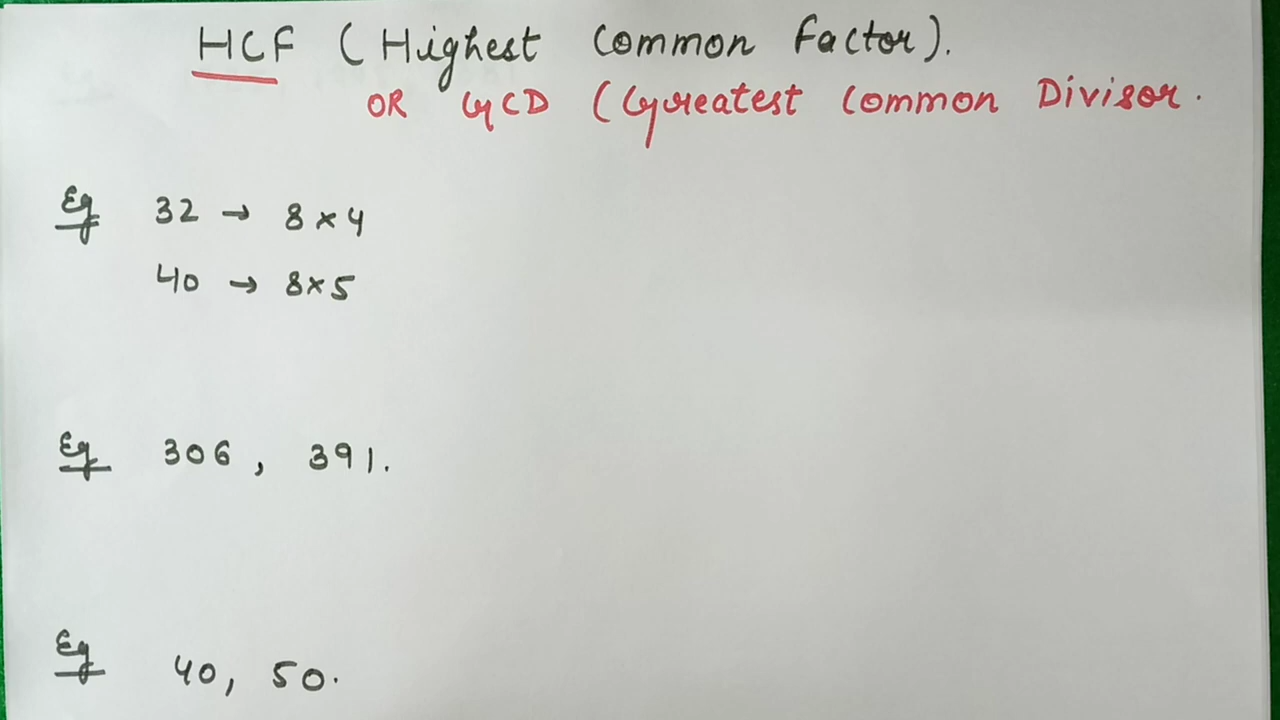 HCF (Highest Common Factor).
OR GCD (Greatest Common Divisor.
Eg 32 → 8 × 4
40 → 8 × 5
Eg 306, 391.
Eg 40, 50.